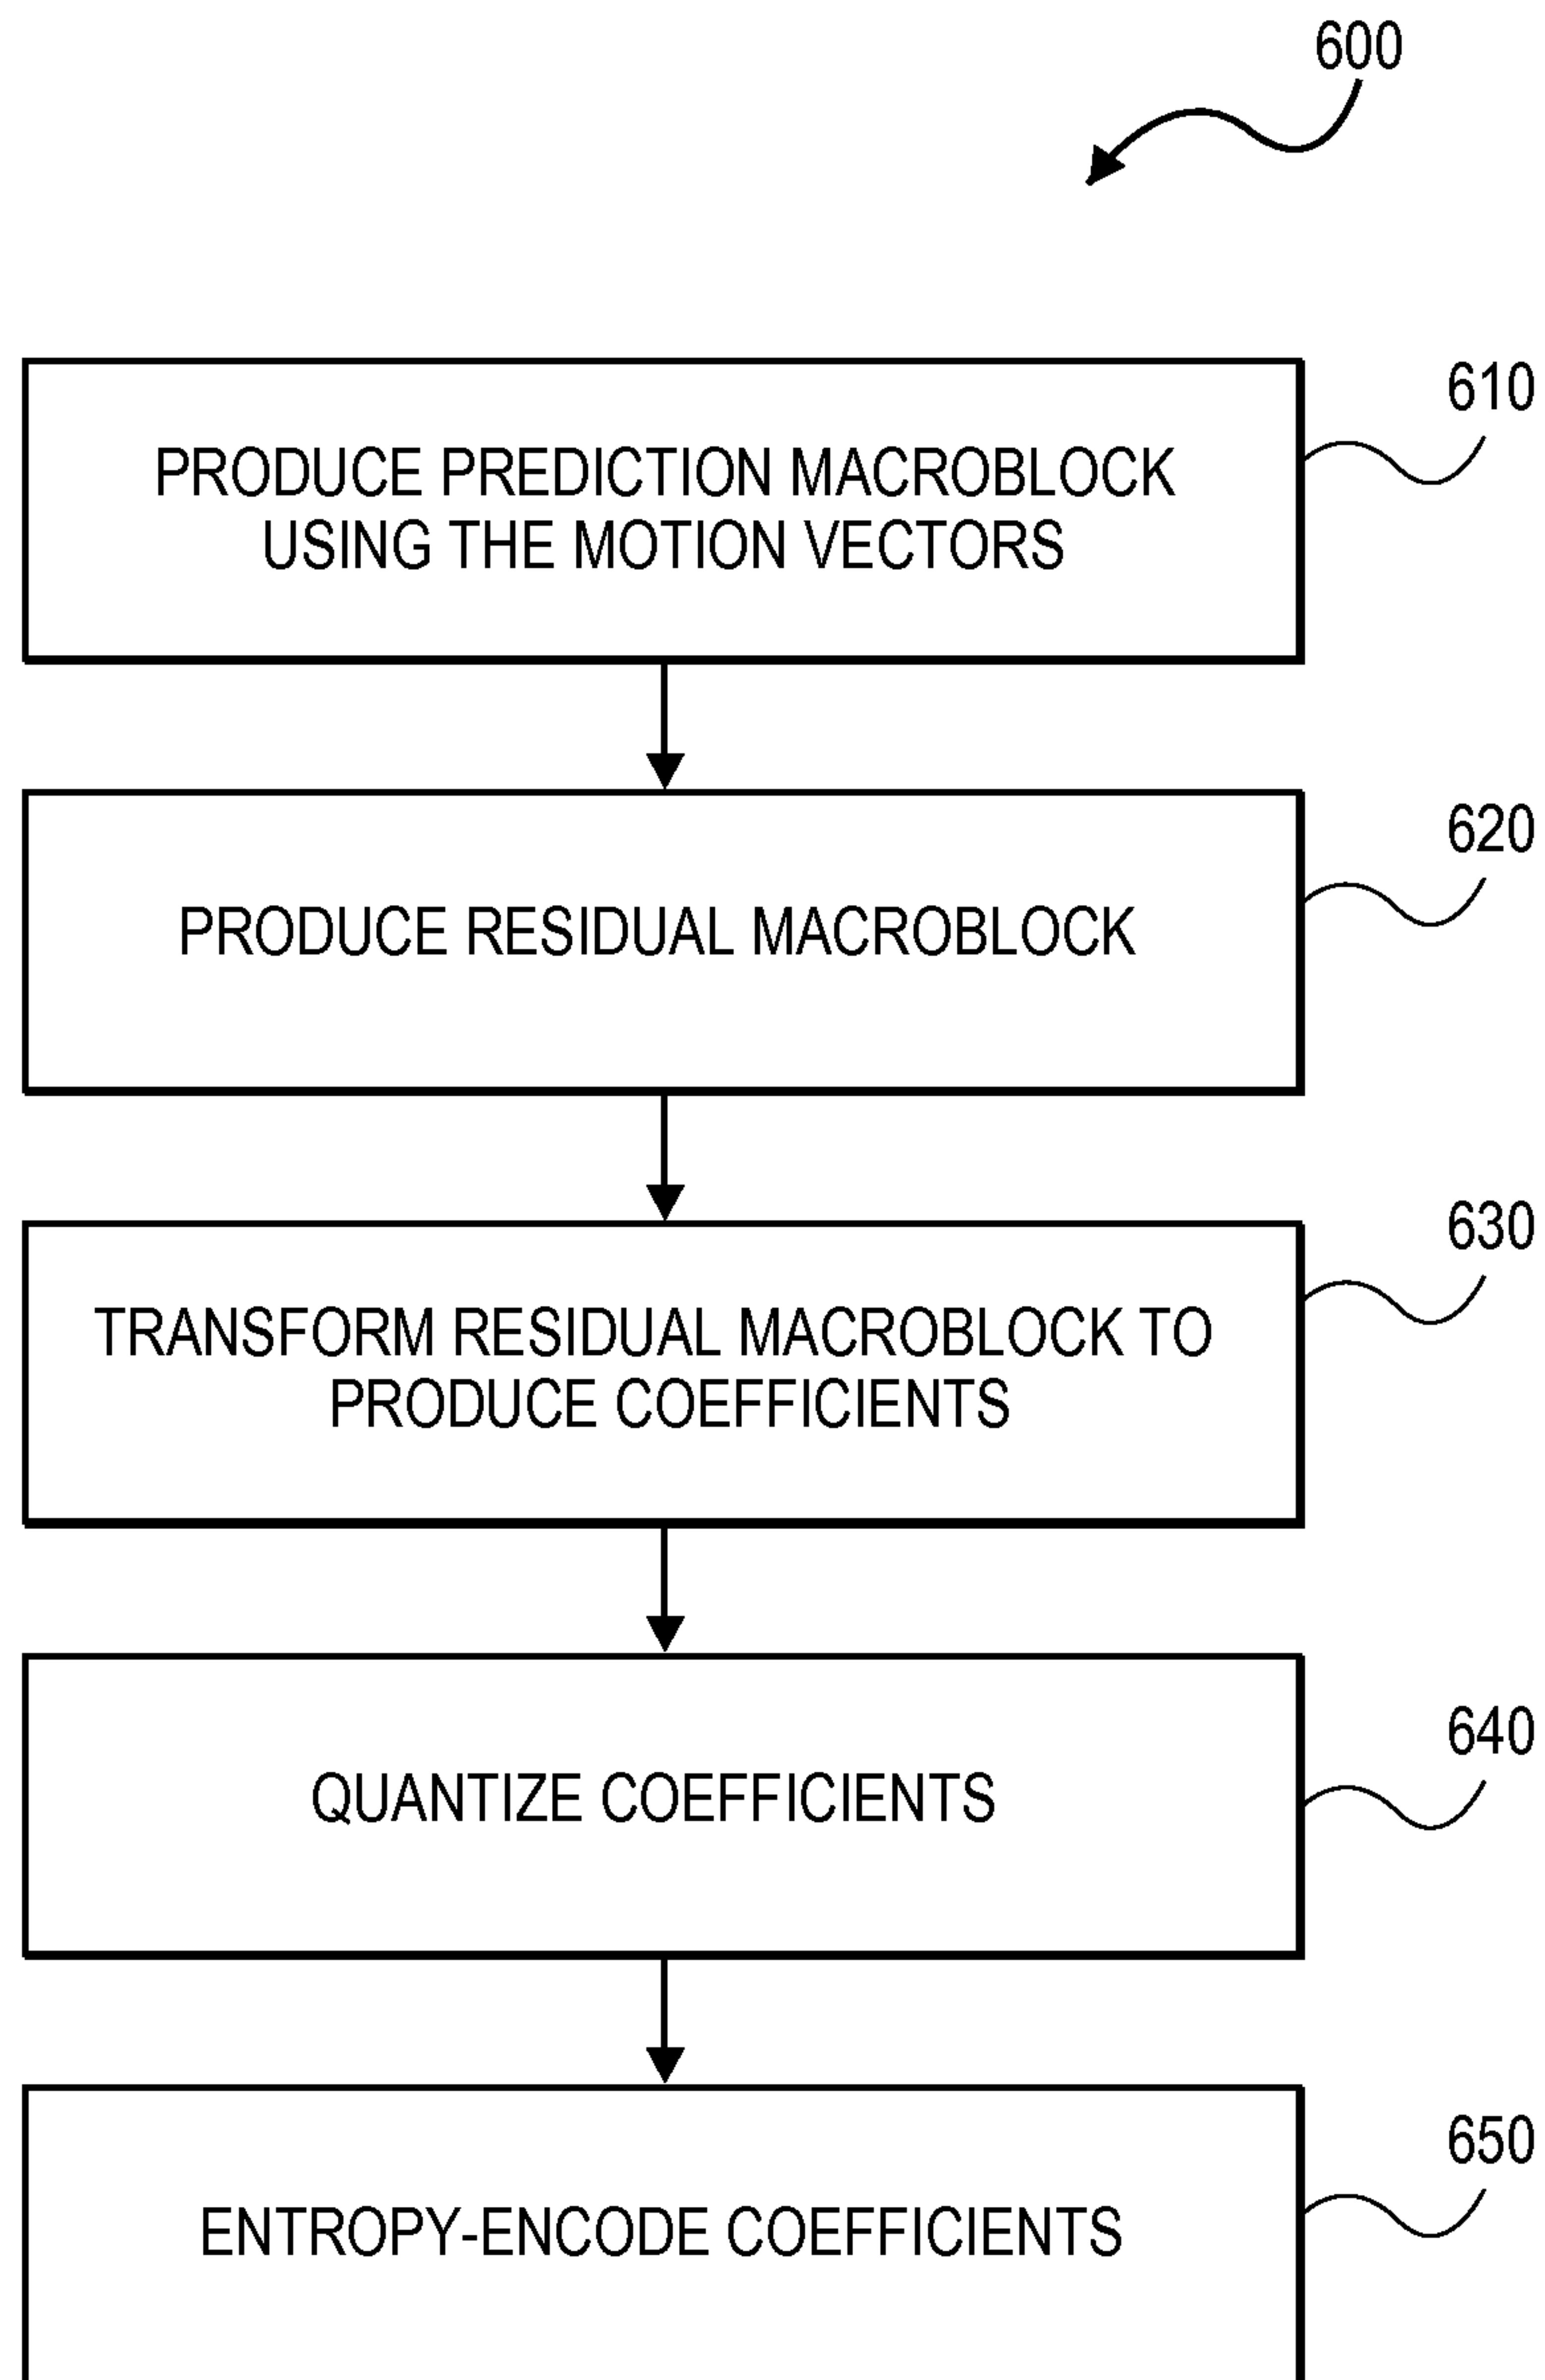 600
610
PRODUCE PREDICTION MACROBLOCK
USING THE MOTION VECTORS
620
PRODUCE RESIDUAL MACROBLOCK
630
TRANSFORM RESIDUAL MACROBLOCK TO
PRODUCE COEFFICIENTS
640
QUANTIZE COEFFICIENTS
650
ENTROPY-ENCODE COEFFICIENTS